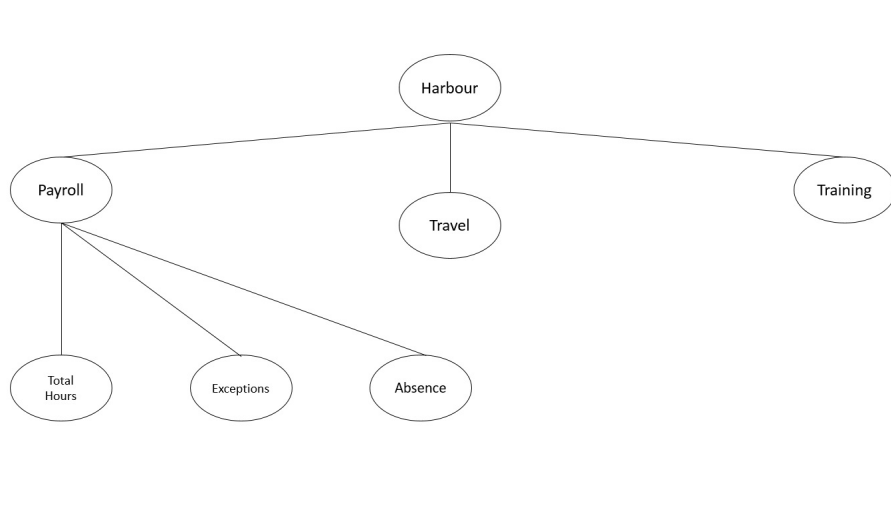 Harbour
Payroll
Travel
Training
Total
Hours
Exceptions
Absence